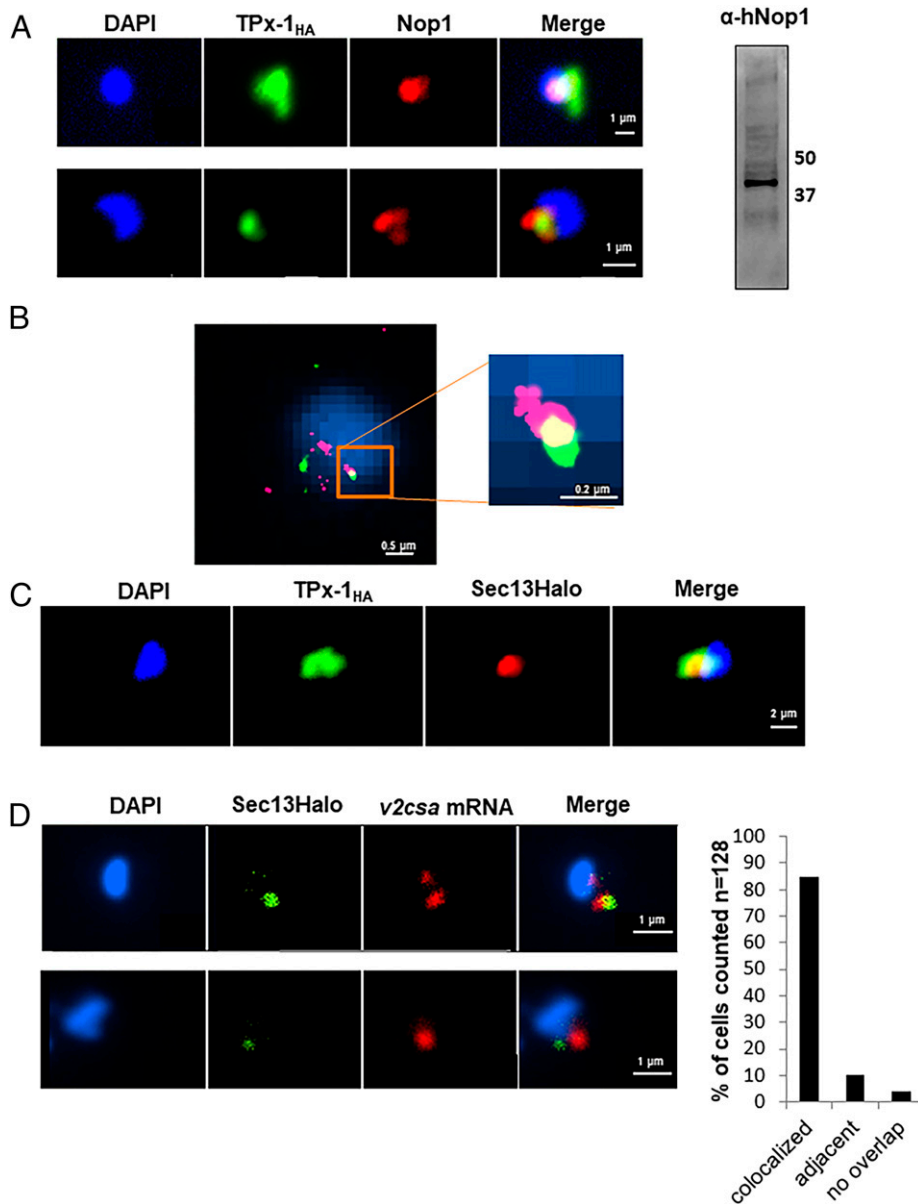 A
DAPI TPx-1HA Nop1 Merge
α-hNop1
1 µm
1 µm
50
37
B
0.5 µm
0.2 µm
C
DAPI TPx-1HA Sec13Halo Merge
2 µm
D
DAPI Sec13Halo v2csa mRNA Merge
1 µm
1 µm
% of cells counted n=128
100
90
80
70
60
50
40
30
20
10
0
colocalized
adjacent
no overlap